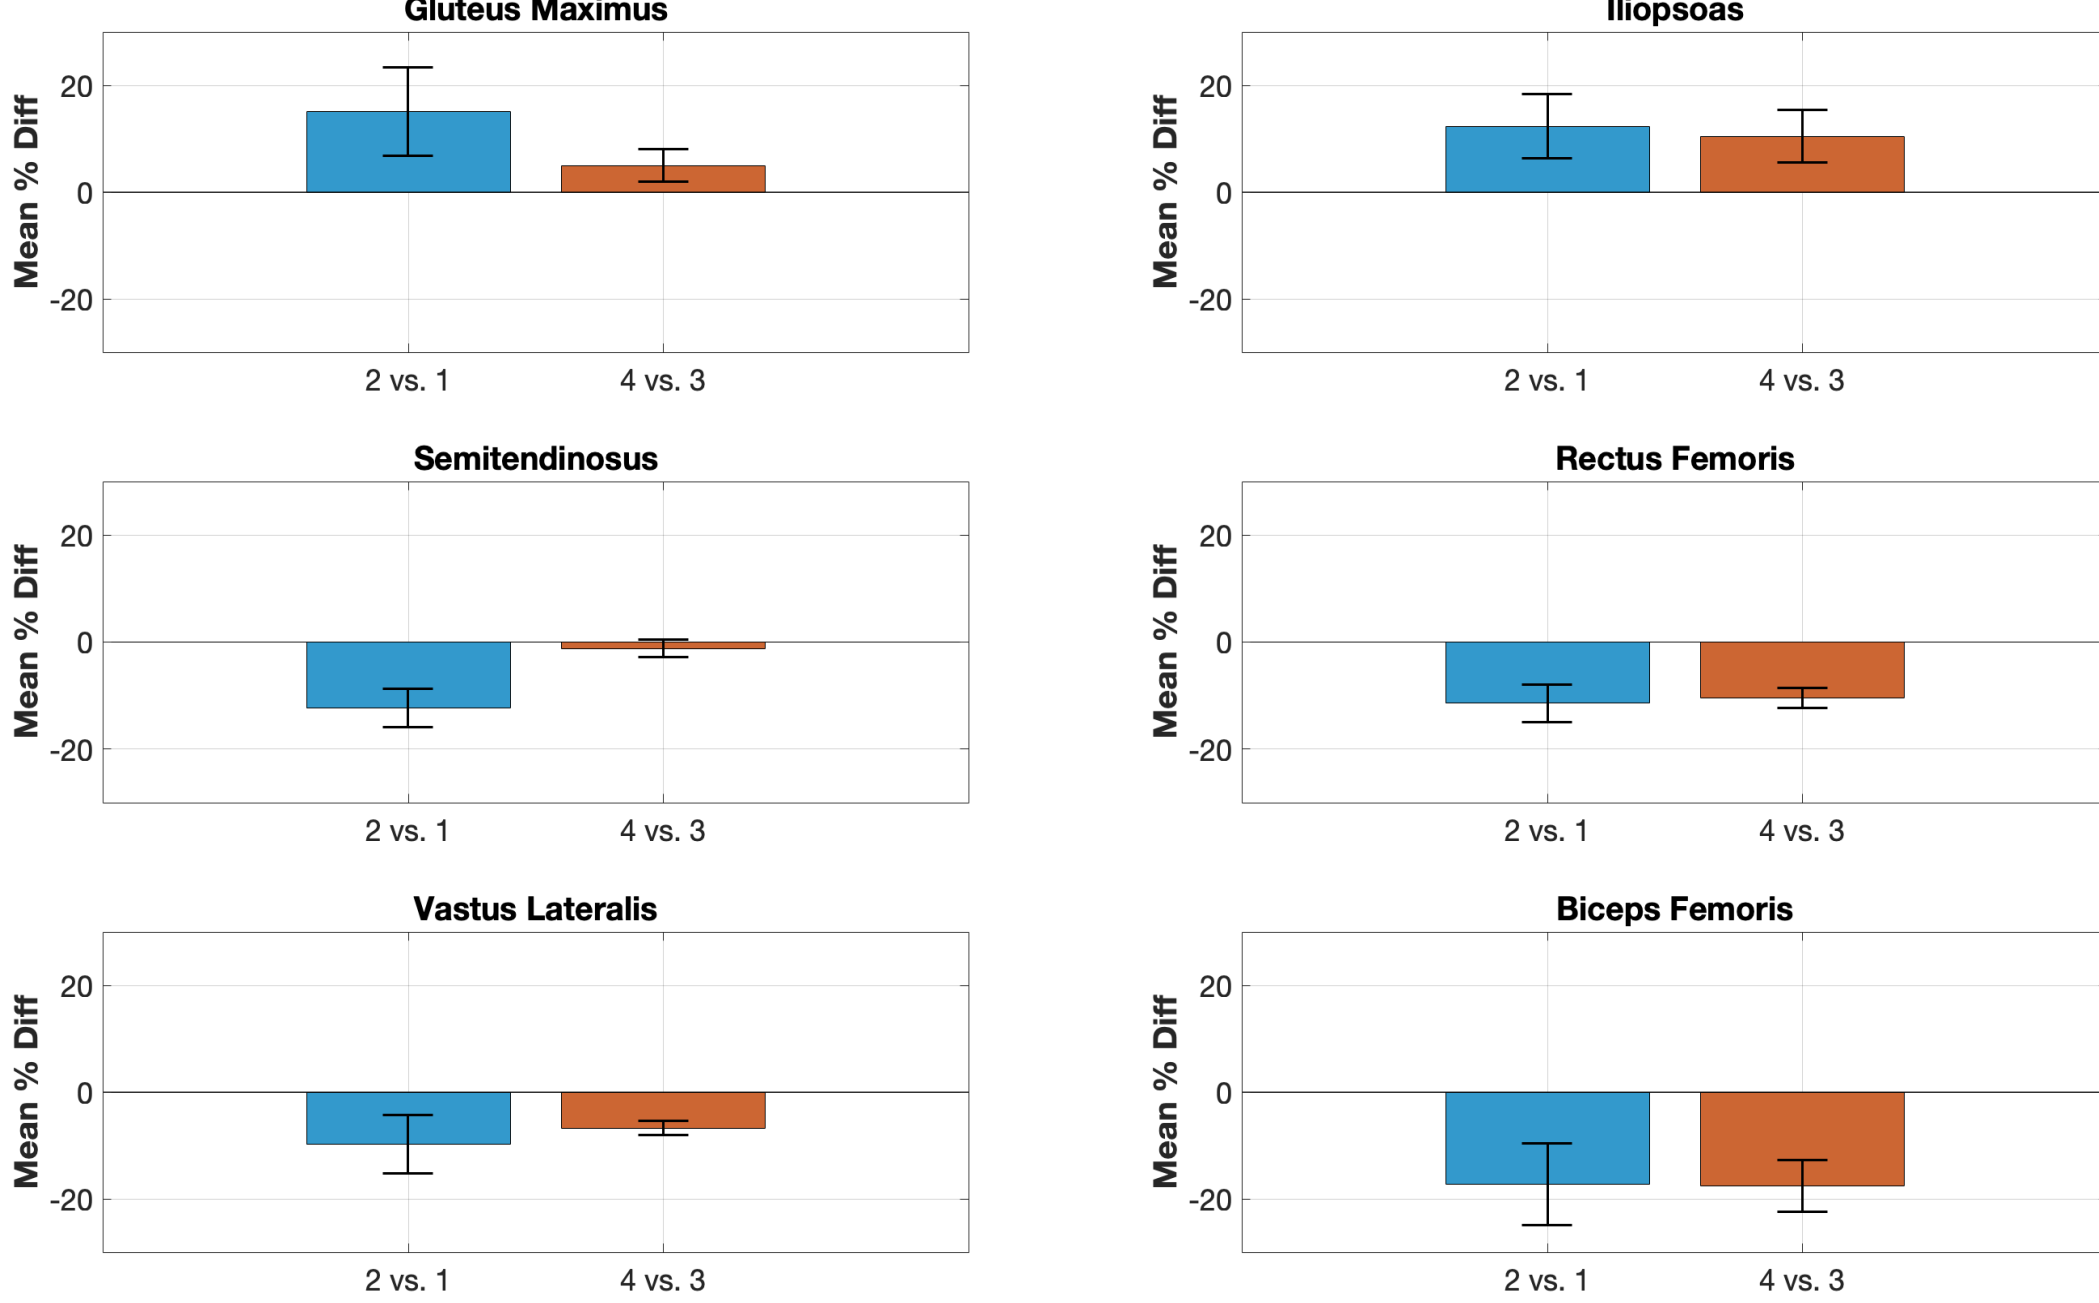 Gluteus Maximus
Mean % Diff
20
0
-20
2 vs. 1 4 vs. 3
Iliopsoas
Mean % Diff
20
0
-20
2 vs. 1 4 vs. 3
Semitendinosus
Mean % Diff
20
0
-20
2 vs. 1 4 vs. 3
Rectus Femoris
Mean % Diff
20
0
-20
2 vs. 1 4 vs. 3
Vastus Lateralis
Mean % Diff
20
0
-20
2 vs. 1 4 vs. 3
Biceps Femoris
Mean % Diff
20
0
-20
2 vs. 1 4 vs. 3